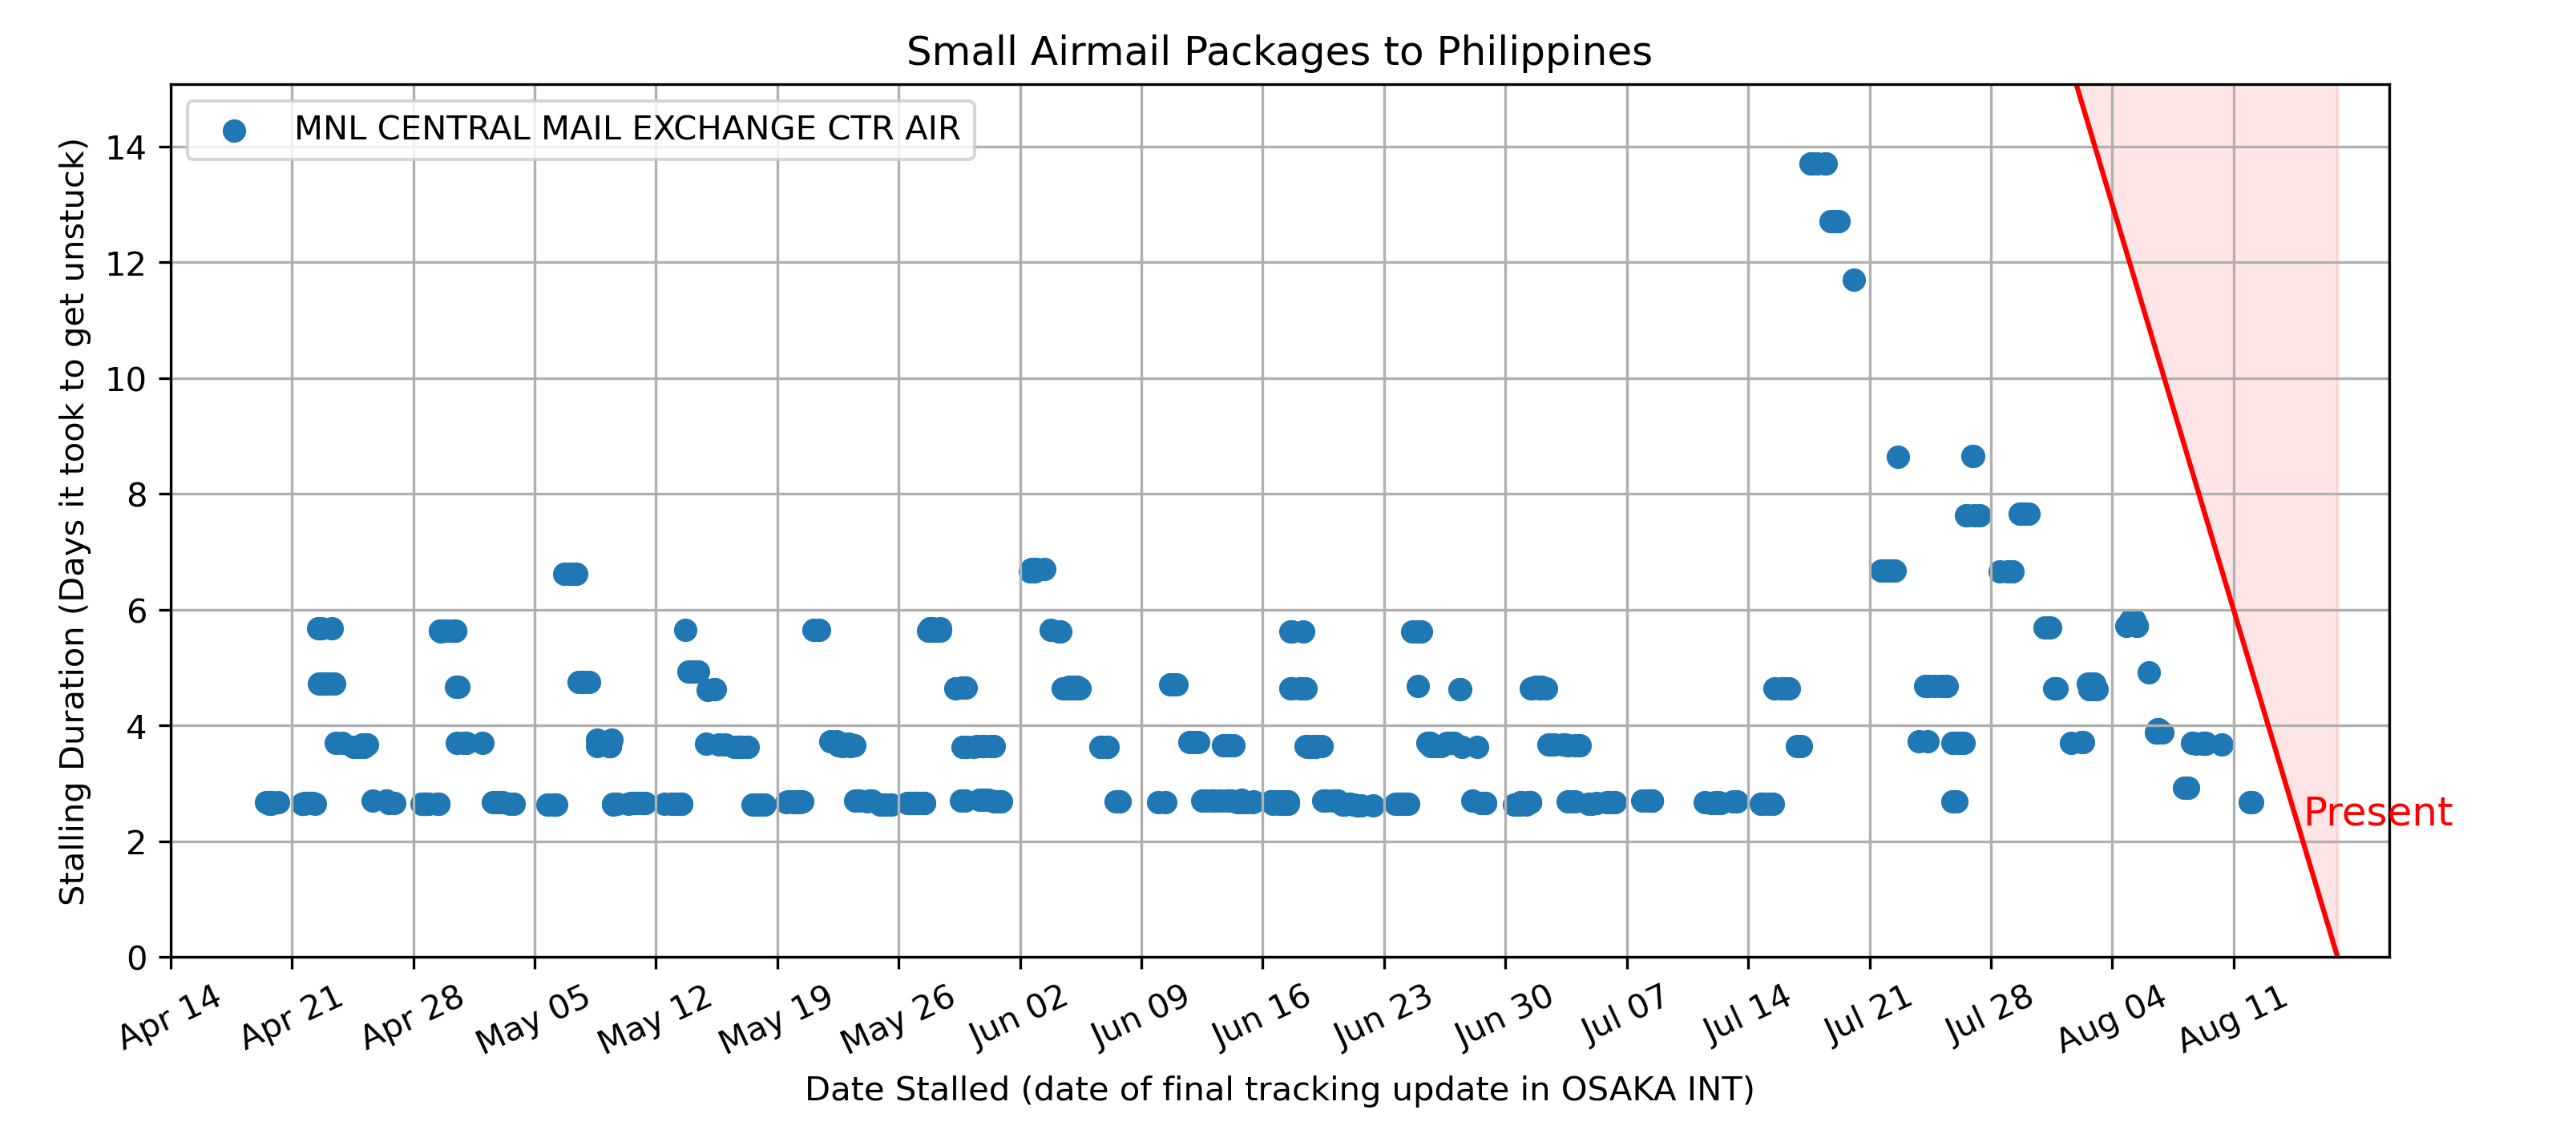 Small Airmail Packages to Philippines
MNL CENTRAL MAIL EXCHANGE CTR AIR
Stalling Duration (Days it took to get unstuck)
14
12
10
8
6
4
2
0
Present
Apr 14
Apr 21
Apr 28
May 05
May 12
May 19
May 26
Jun 02
Jun 09
Jun 16
Jun 23
Jun 30
Jul 07
Jul 14
Jul 21
Jul 28
Aug 04
Aug 11
Date Stalled (date of final tracking update in OSAKA INT)